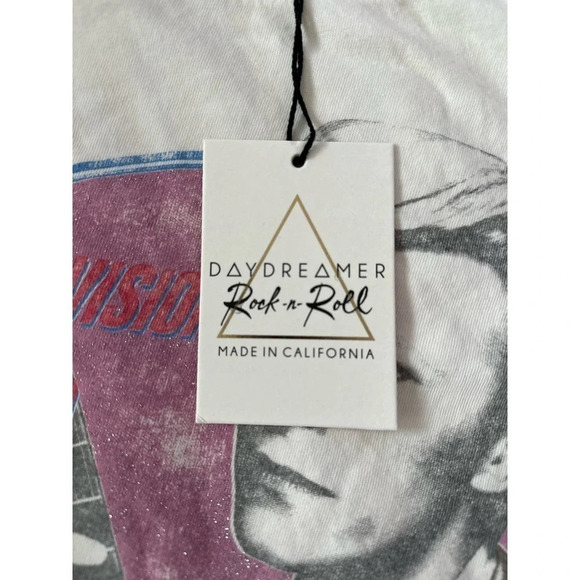 DAYDREAMER
Rock-n-Roll
MADE IN CALIFORNIA